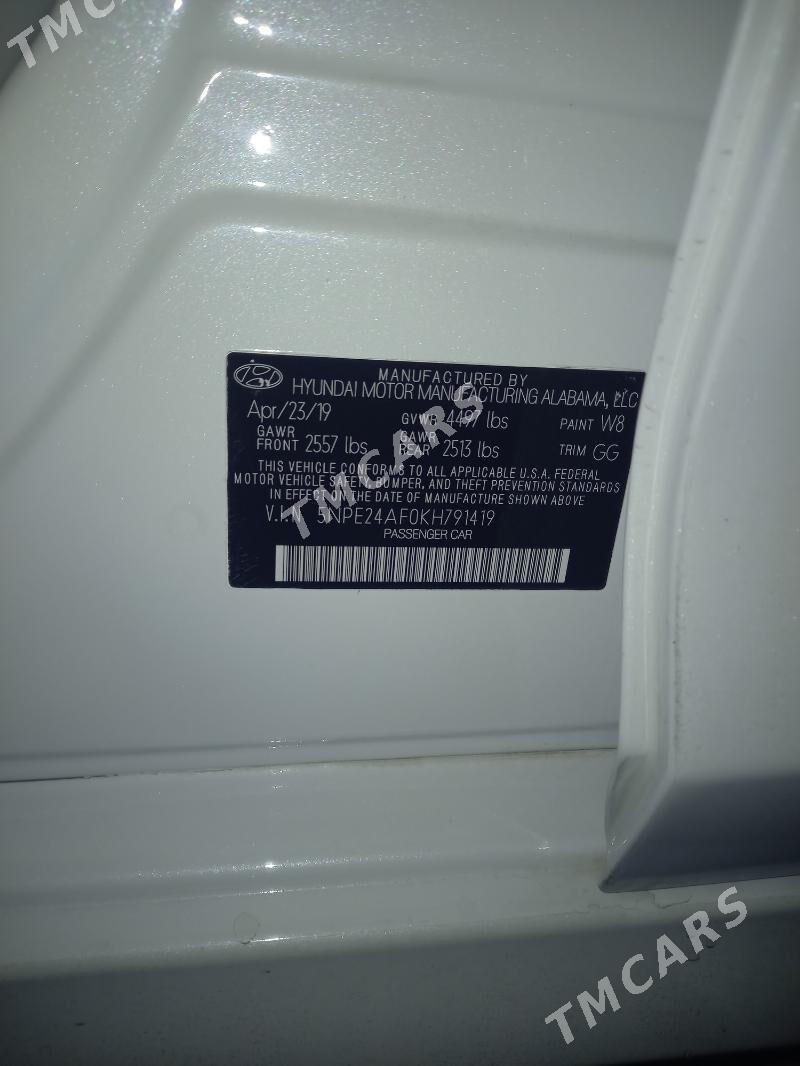 TMCARS
MANUFACTURED BY
HYUNDAI MOTOR MANUFACTURING ALABAMA, LLC
Apr/23/19 GVWR 4497 lbs PAINT W8
GAWR FRONT 2557 lbs GAWR REAR 2513 lbs TRIM GG
THIS VEHICLE CONFORMS TO ALL APPLICABLE U.S.A. FEDERAL
MOTOR VEHICLE SAFETY, BUMPER, AND THEFT PREVENTION STANDARDS
IN EFFECT ON THE DATE OF MANUFACTURE SHOWN ABOVE
V.I.N. 5NPE24AF0KH791419
PASSENGER CAR
TMCARS
TMCARS